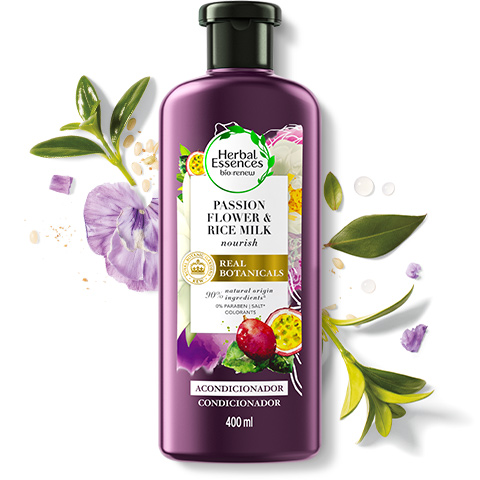 Herbal
Essences
bio:renew
PASSION
FLOWER &
RICE MILK
nourish
REAL
BOTANICALS
90% natural origin
ingredients*
0% PARABEN | SALT*
COLORANTS
ACONDICIONADOR
CONDICIONADOR
400 ml